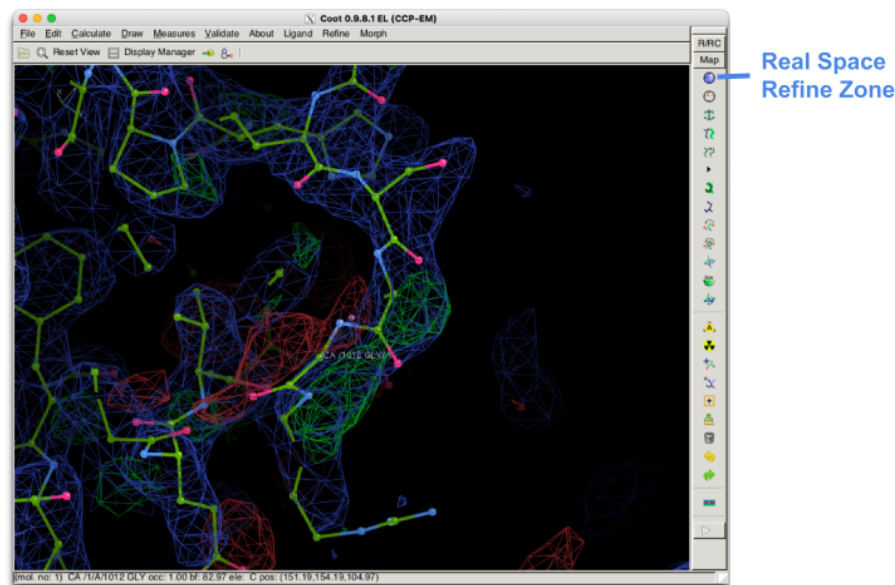 Coot 0.9.8.1 EL (CCP-EM)
File Edit Calculate Draw Measures Validate About Ligand Refine Morph
Reset View Display Manager
R/RC
Map
Real Space
Refine Zone
CA /1012 GLY/
(mol. no: 1) CA /1/A/1012 GLY occ: 1.00 bf: 82.97 ele: C pos: (151.19,154.19,104.97)